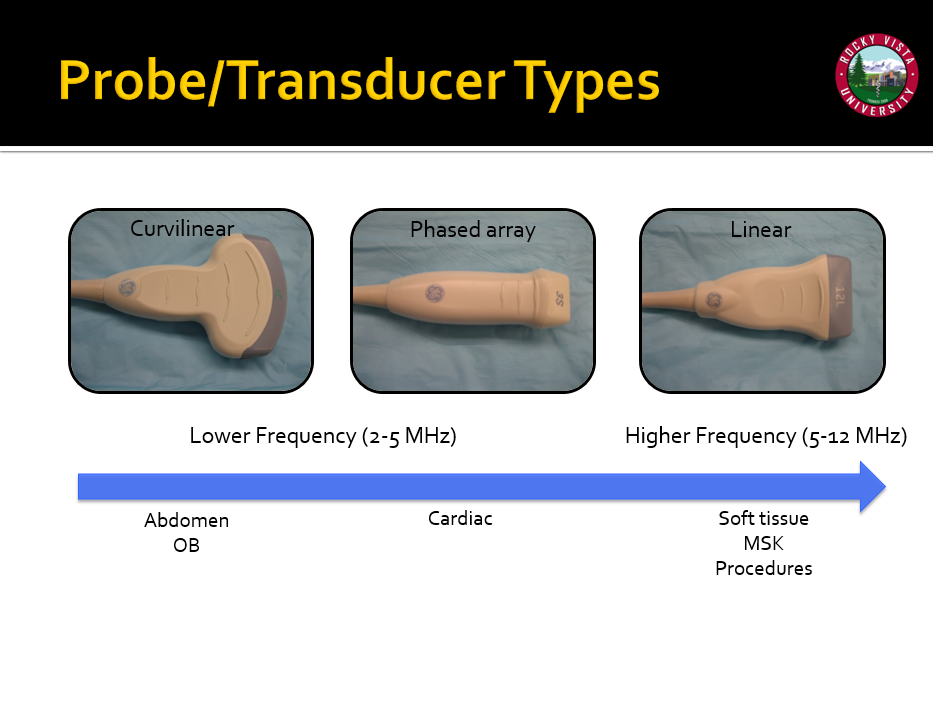 Probe/Transducer Types
ROCKY VISTA
UNIVERSITY
Curvilinear
Phased array
Linear
3S
12L
Lower Frequency (2-5 MHz)
Higher Frequency (5-12 MHz)
Abdomen
OB
Cardiac
Soft tissue
MSK
Procedures